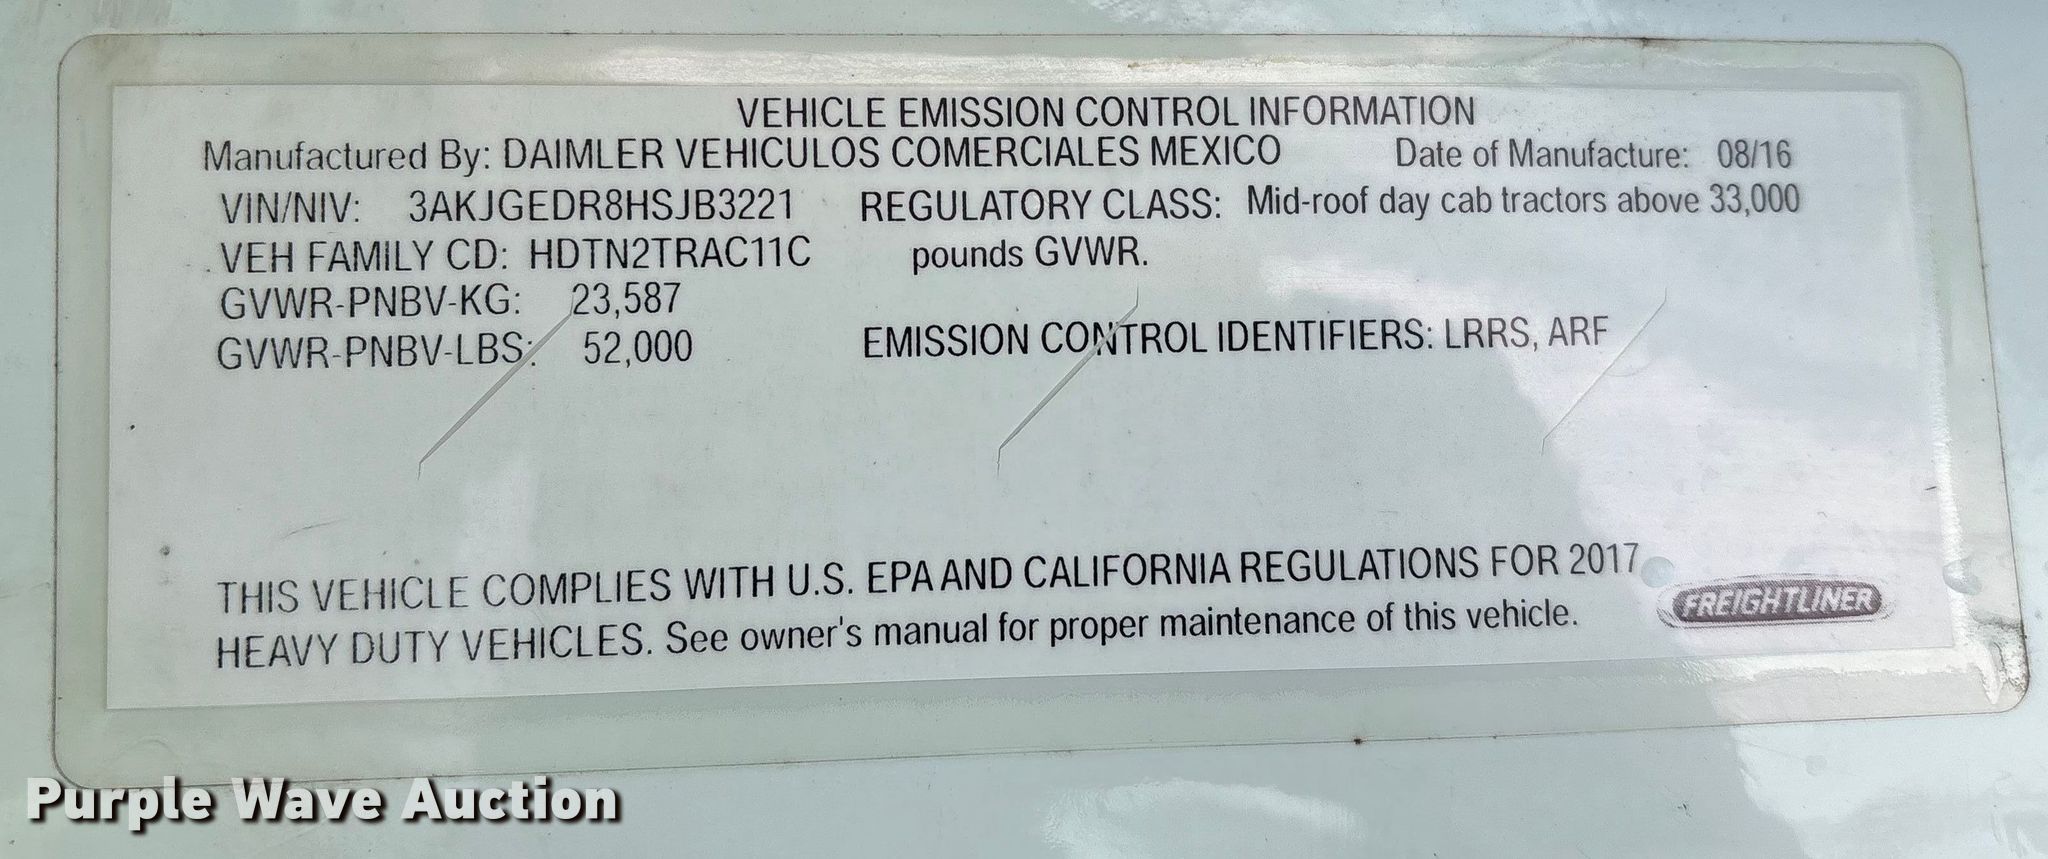 VEHICLE EMISSION CONTROL INFORMATION
Manufactured By: DAIMLER VEHICULOS COMERCIALES MEXICO Date of Manufacture: 08/16
VIN/NIV: 3AKJGEDR8HSJB3221 REGULATORY CLASS: Mid-roof day cab tractors above 33,000
VEH FAMILY CD: HDTN2TRAC11C pounds GVWR.
GVWR-PNBV-KG: 23,587
GVWR-PNBV-LBS: 52,000 EMISSION CONTROL IDENTIFIERS: LRRS, ARF
THIS VEHICLE COMPLIES WITH U.S. EPA AND CALIFORNIA REGULATIONS FOR 2017
HEAVY DUTY VEHICLES. See owner's manual for proper maintenance of this vehicle.
FREIGHTLINER
Purple Wave Auction